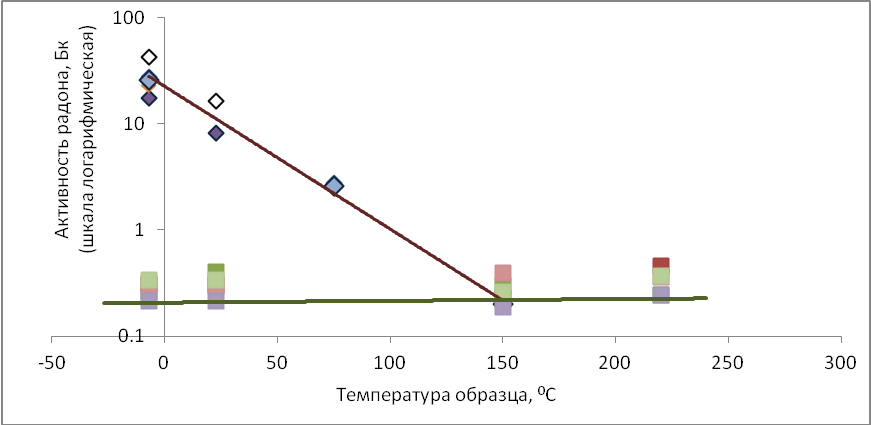 Активность радона, Бк
(шкала логарифмическая)
100
10
1
0.1
-50 0 50 100 150 200 250 300
Температура образца, ⁰С